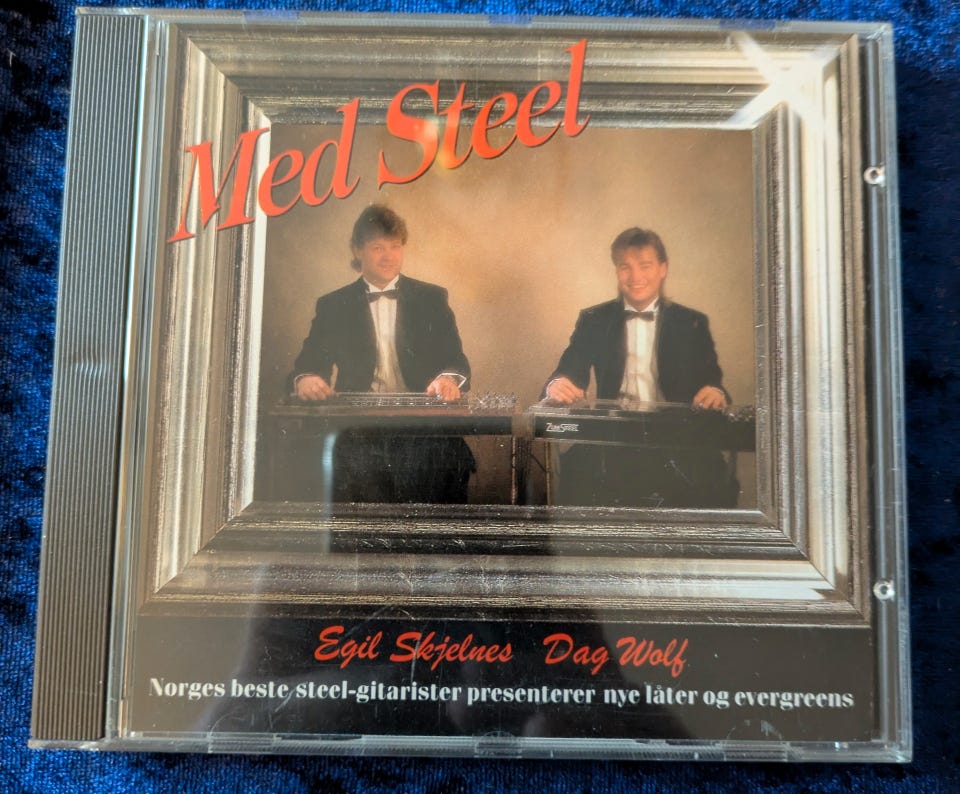 Med Steel
ZUMSTEEL
Egil Skjelnes Dag Wolf
Norges beste steel-gitarister presenterer nye låter og evergreens